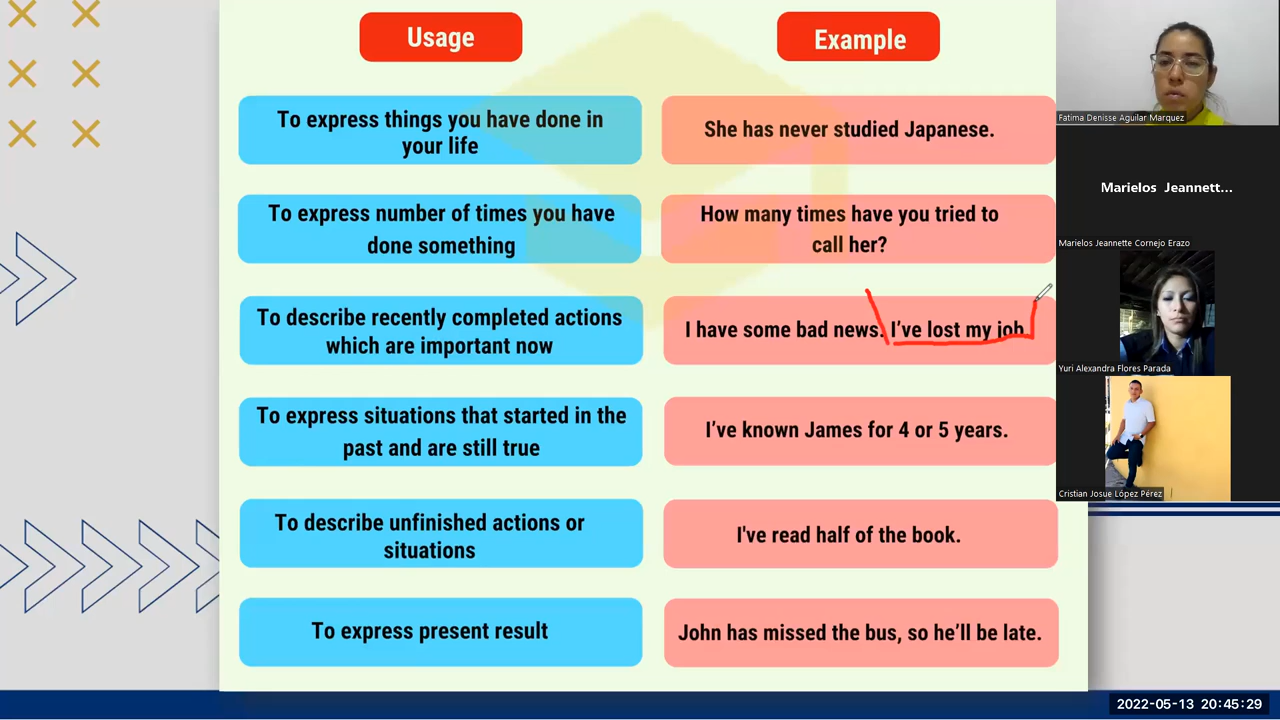 Usage
Example
To express things you have done in
your life
She has never studied Japanese.
To express number of times you have
done something
How many times have you tried to
call her?
To describe recently completed actions
which are important now
I have some bad news. I've lost my job
To express situations that started in the
past and are still true
I've known James for 4 or 5 years.
To describe unfinished actions or
situations
I've read half of the book.
To express present result
John has missed the bus, so he'll be late.
Fatima Denisse Aguilar Marquez
Marielos Jeannett...
Marielos Jeannette Cornejo Erazo
Yuri Alexandra Flores Parada
Cristian Josue López Pérez
2022-05-13 20:45:29